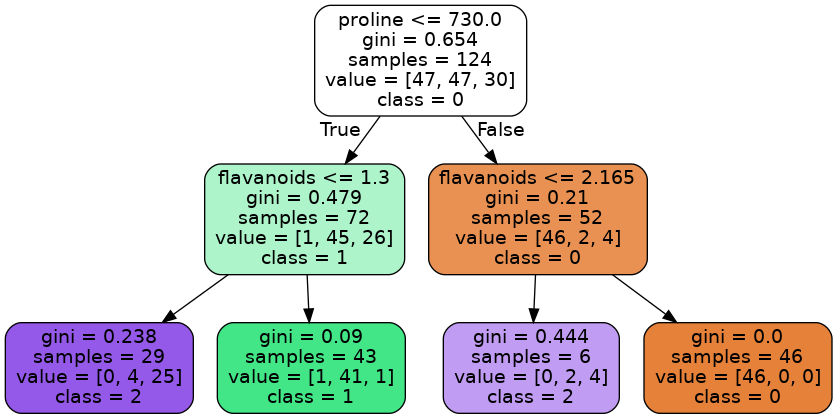 proline <= 730.0
gini = 0.654
samples = 124
value = [47, 47, 30]
class = 0
True
False
flavanoids <= 1.3
gini = 0.479
samples = 72
value = [1, 45, 26]
class = 1
flavanoids <= 2.165
gini = 0.21
samples = 52
value = [46, 2, 4]
class = 0
gini = 0.238
samples = 29
value = [0, 4, 25]
class = 2
gini = 0.09
samples = 43
value = [1, 41, 1]
class = 1
gini = 0.444
samples = 6
value = [0, 2, 4]
class = 2
gini = 0.0
samples = 46
value = [46, 0, 0]
class = 0